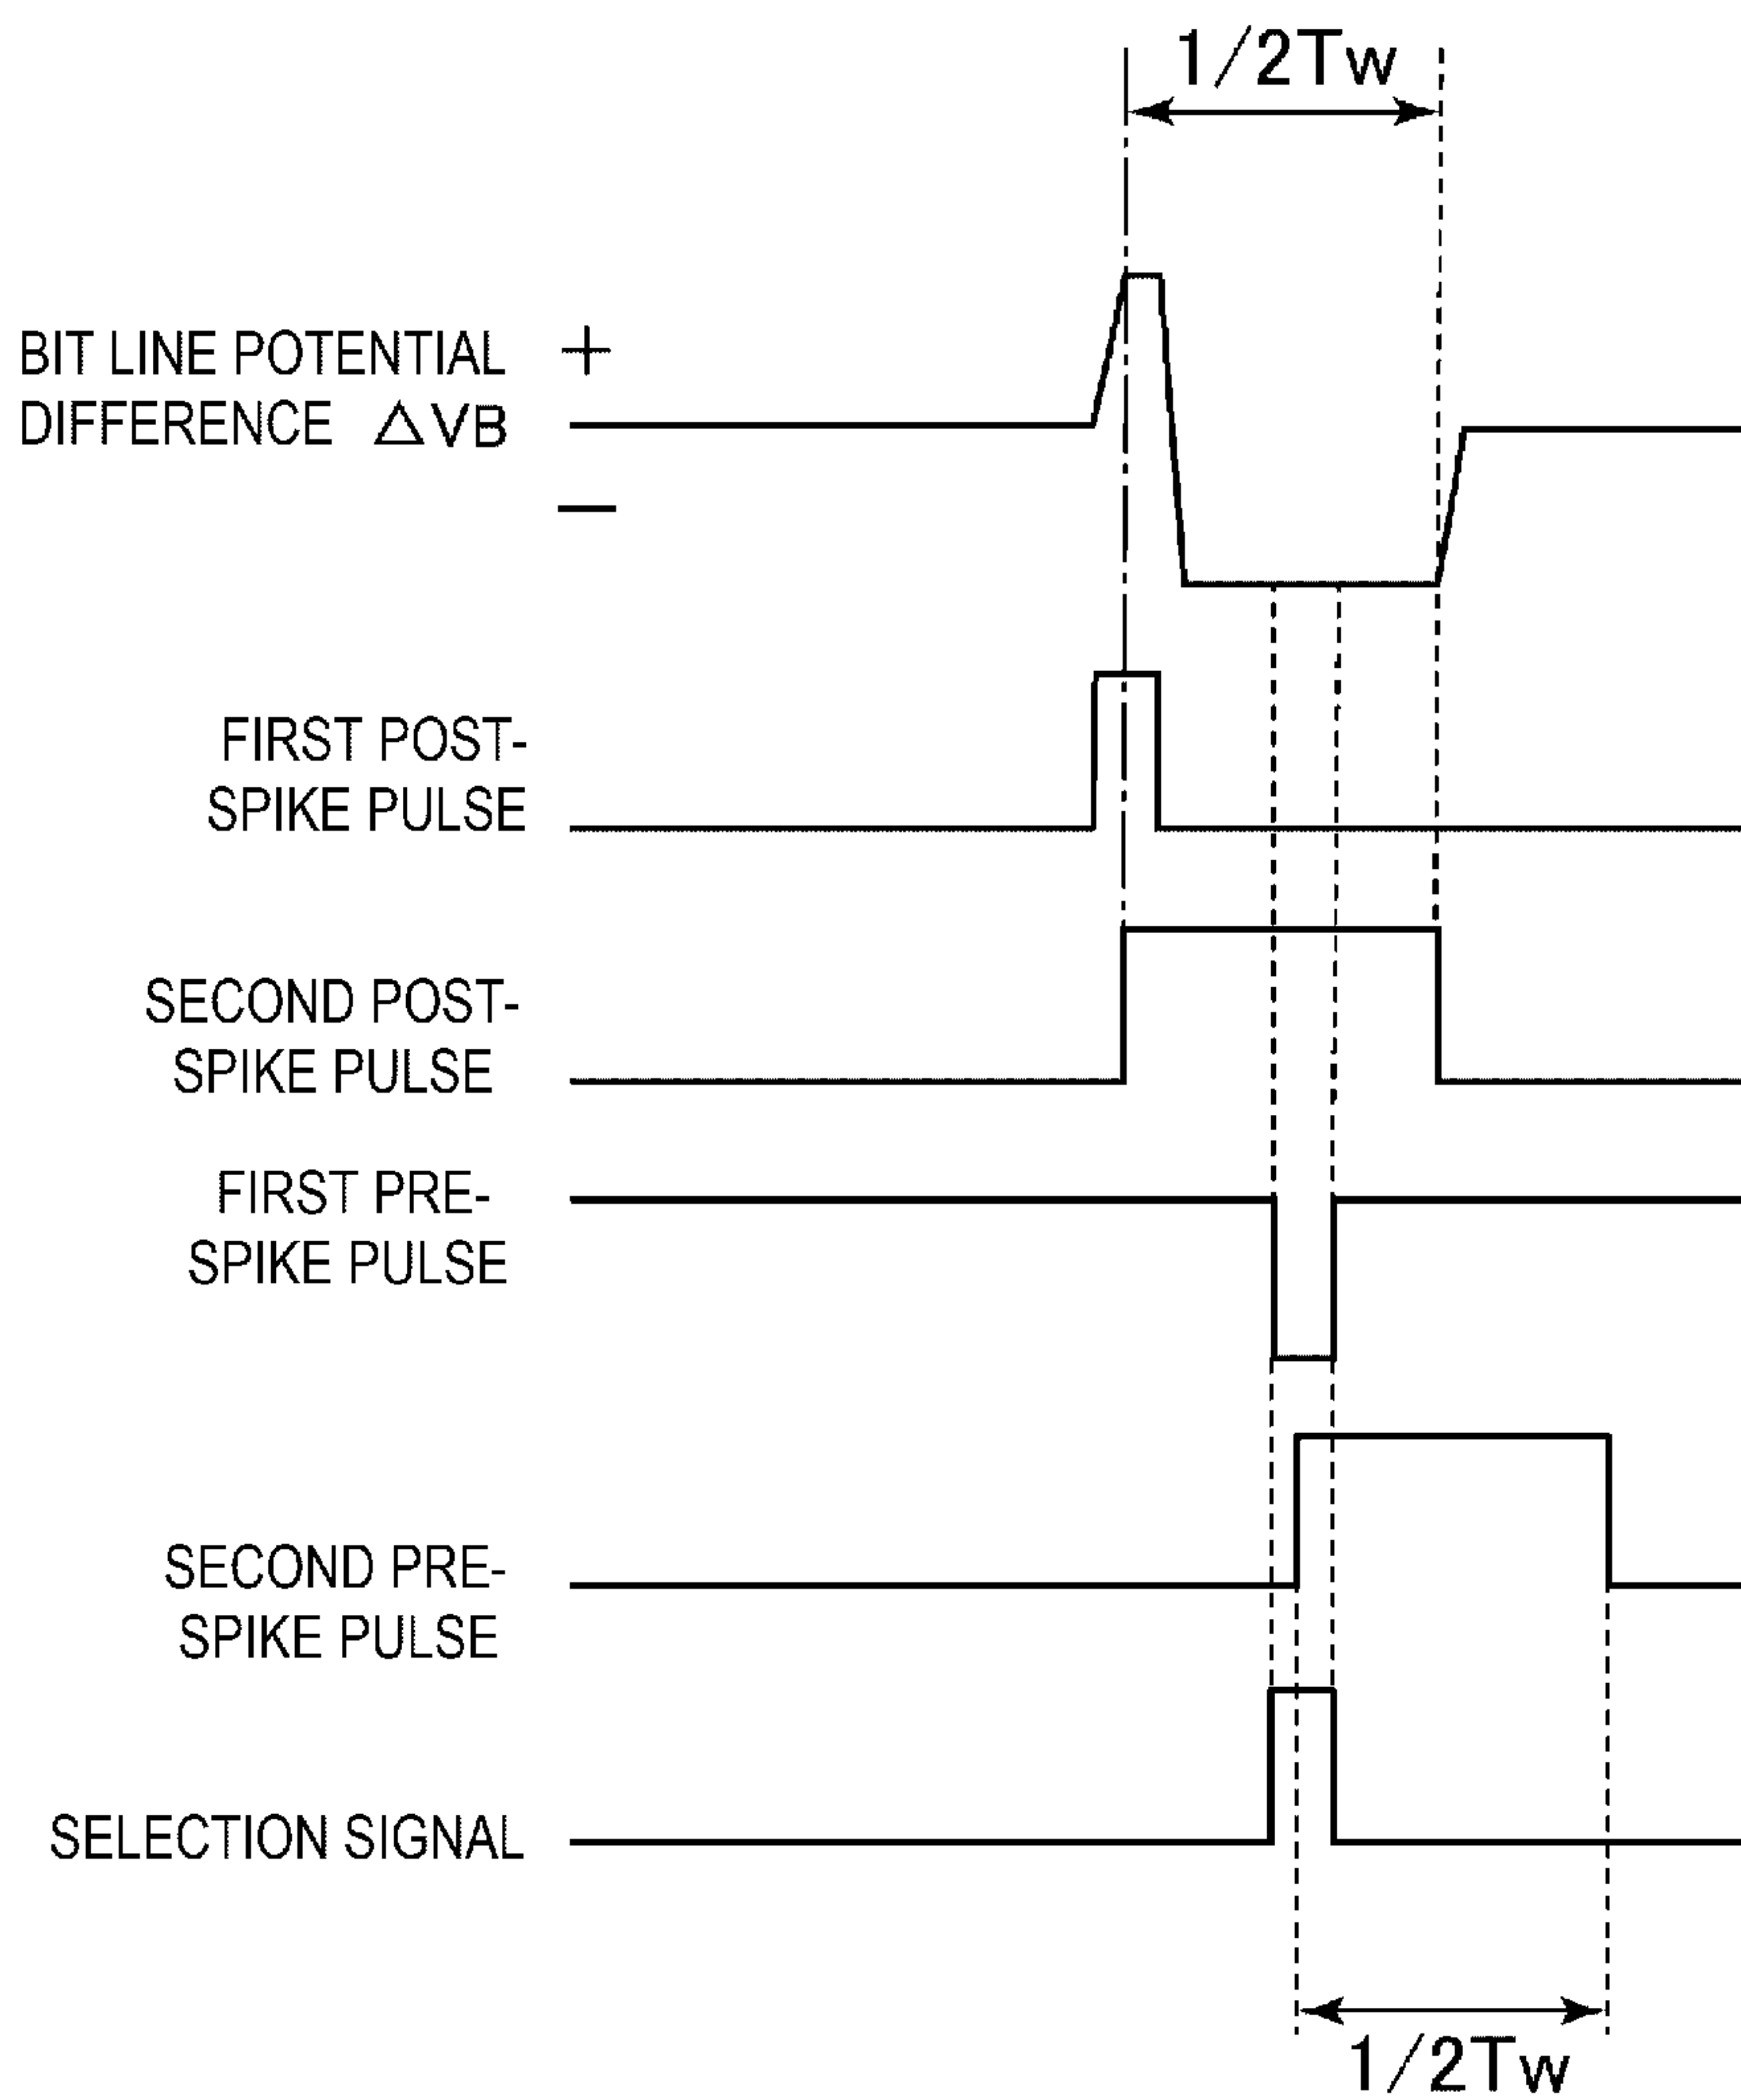 1/2Tw
BIT LINE POTENTIAL +
DIFFERENCE △VB
−
FIRST POST-
SPIKE PULSE
SECOND POST-
SPIKE PULSE
FIRST PRE-
SPIKE PULSE
SECOND PRE-
SPIKE PULSE
SELECTION SIGNAL
1/2Tw